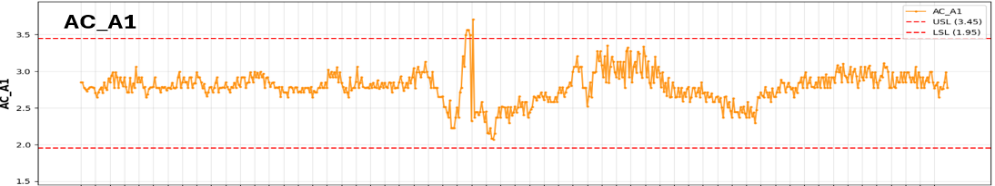 AC_A1
AC_A1
USL (3.45)
LSL (1.95)
3.5
3.0
2.5
2.0
1.5
AC_A1